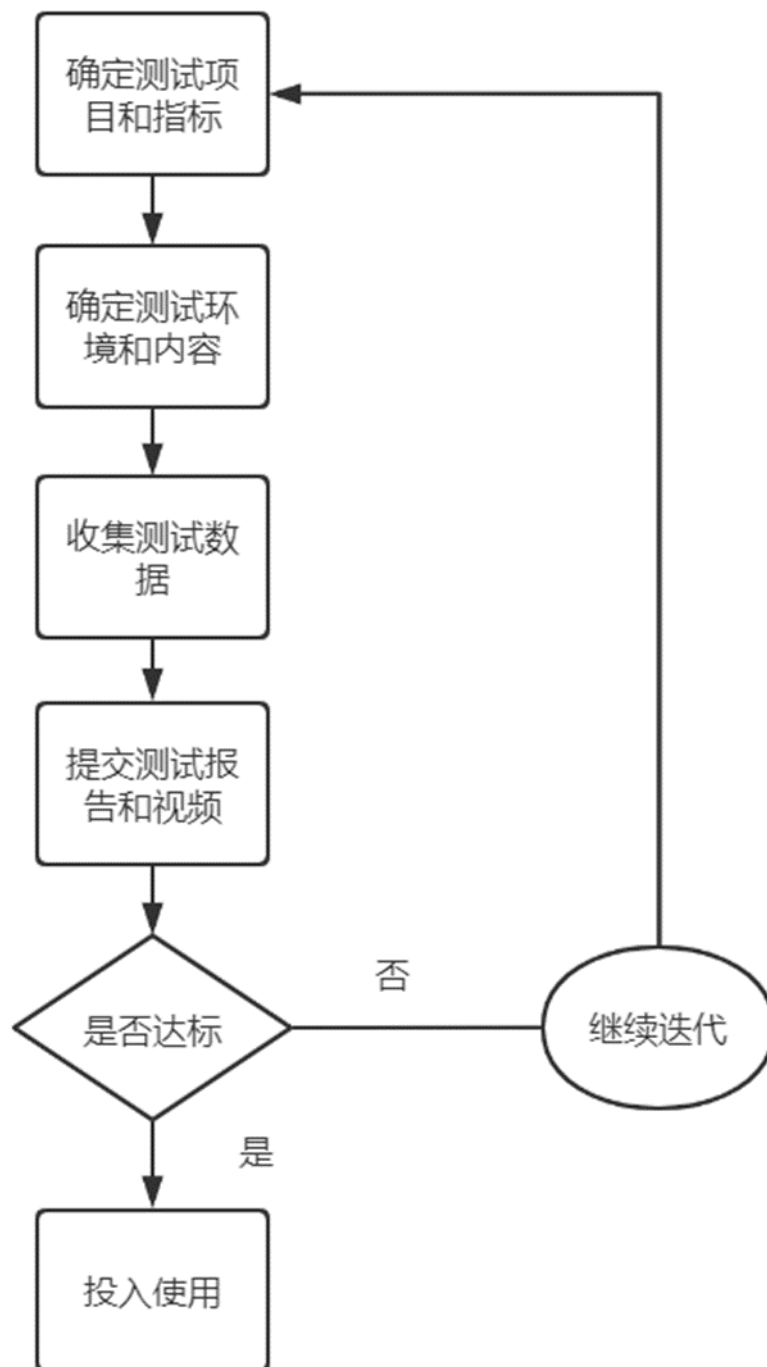 确定测试项
目和指标
确定测试环
境和内容
收集测试数
据
提交测试报
告和视频
否
是否达标
继续迭代
是
投入使用